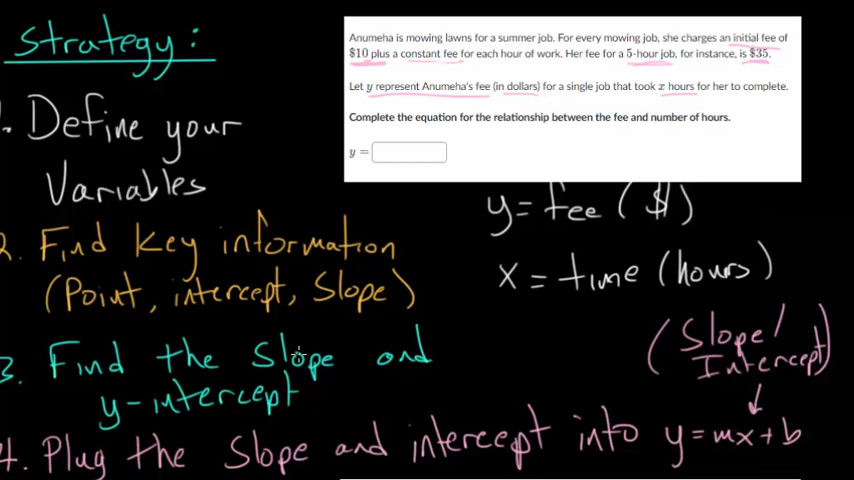 Strategy:
Anumeha is mowing lawns for a summer job. For every mowing job, she charges an initial fee of
$10 plus a constant fee for each hour of work. Her fee for a 5-hour job, for instance, is $35.
Let y represent Anumeha's fee (in dollars) for a single job that took x hours for her to complete.
Complete the equation for the relationship between the fee and number of hours.
y =
. Define your
Variables
2. Find key information
(Point, intercept, Slope)
3. Find the Slope and
y-intercept
4. Plug the Slope and intercept into y=mx+b
y= fee ($)
x = time (hours)
(Slope/
Intercept)